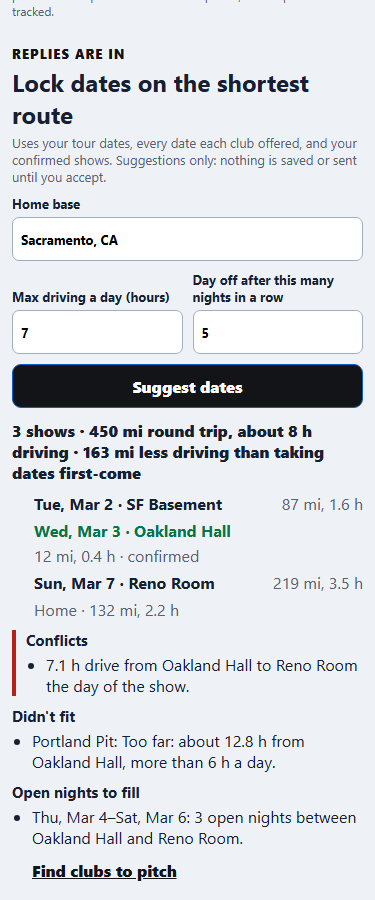 tracked.
REPLIES ARE IN
Lock dates on the shortest
route
Uses your tour dates, every date each club offered, and your
confirmed shows. Suggestions only: nothing is saved or sent
until you accept.
Home base
Sacramento, CA
Max driving a day (hours)
Day off after this many
nights in a row
7
5
Suggest dates
3 shows · 450 mi round trip, about 8 h
driving · 163 mi less driving than taking
dates first-come
Tue, Mar 2 · SF Basement 87 mi, 1.6 h
Wed, Mar 3 · Oakland Hall
12 mi, 0.4 h · confirmed
Sun, Mar 7 · Reno Room 219 mi, 3.5 h
Home · 132 mi, 2.2 h
Conflicts
• 7.1 h drive from Oakland Hall to Reno Room
the day of the show.
Didn't fit
• Portland Pit: Too far: about 12.8 h from
Oakland Hall, more than 6 h a day.
Open nights to fill
• Thu, Mar 4–Sat, Mar 6: 3 open nights between
Oakland Hall and Reno Room.
Find clubs to pitch